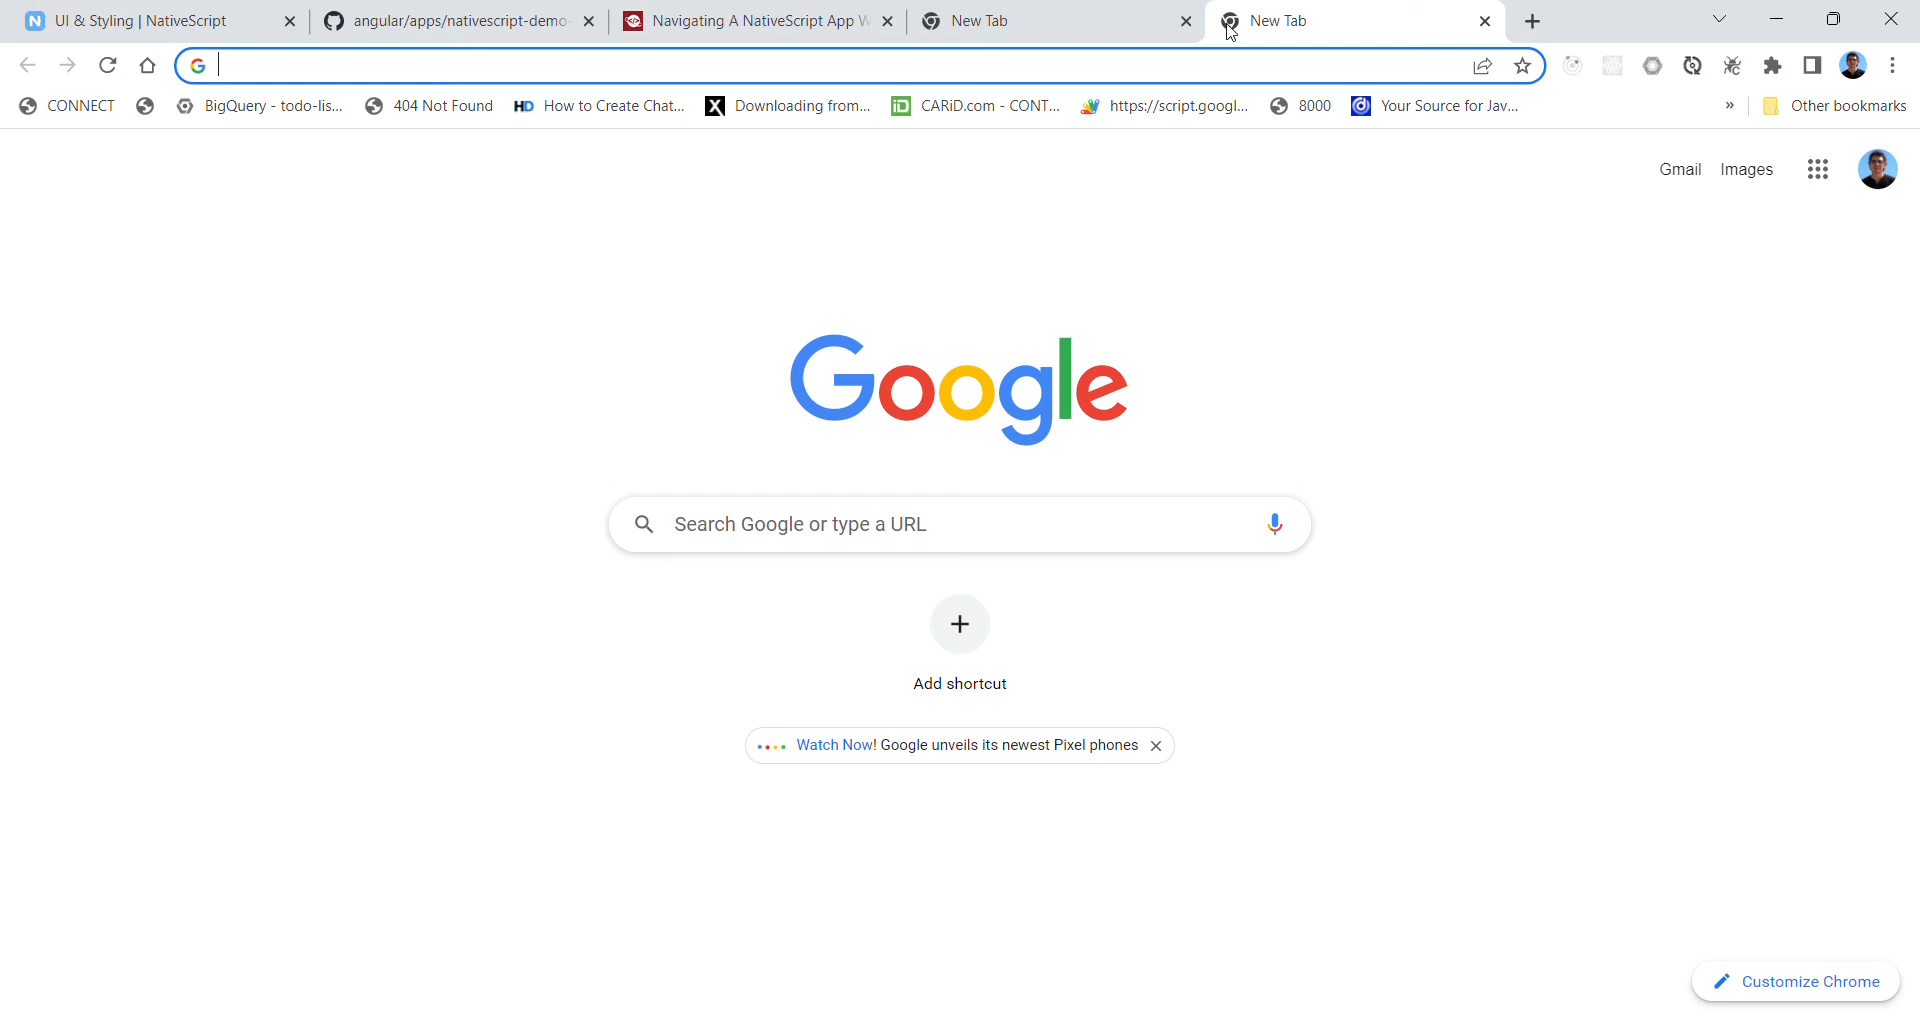 UI & Styling | NativeScript
angular/apps/nativescript-demo-
Navigating A NativeScript App W
New Tab
New Tab
CONNECT
BigQuery - todo-lis...
404 Not Found
HD How to Create Chat...
X Downloading from...
iD CARiD.com - CONT...
https://script.googl...
8000
Your Source for Jav...
»
Other bookmarks
Gmail
Images
Google
Search Google or type a URL
Add shortcut
Watch Now! Google unveils its newest Pixel phones
Customize Chrome